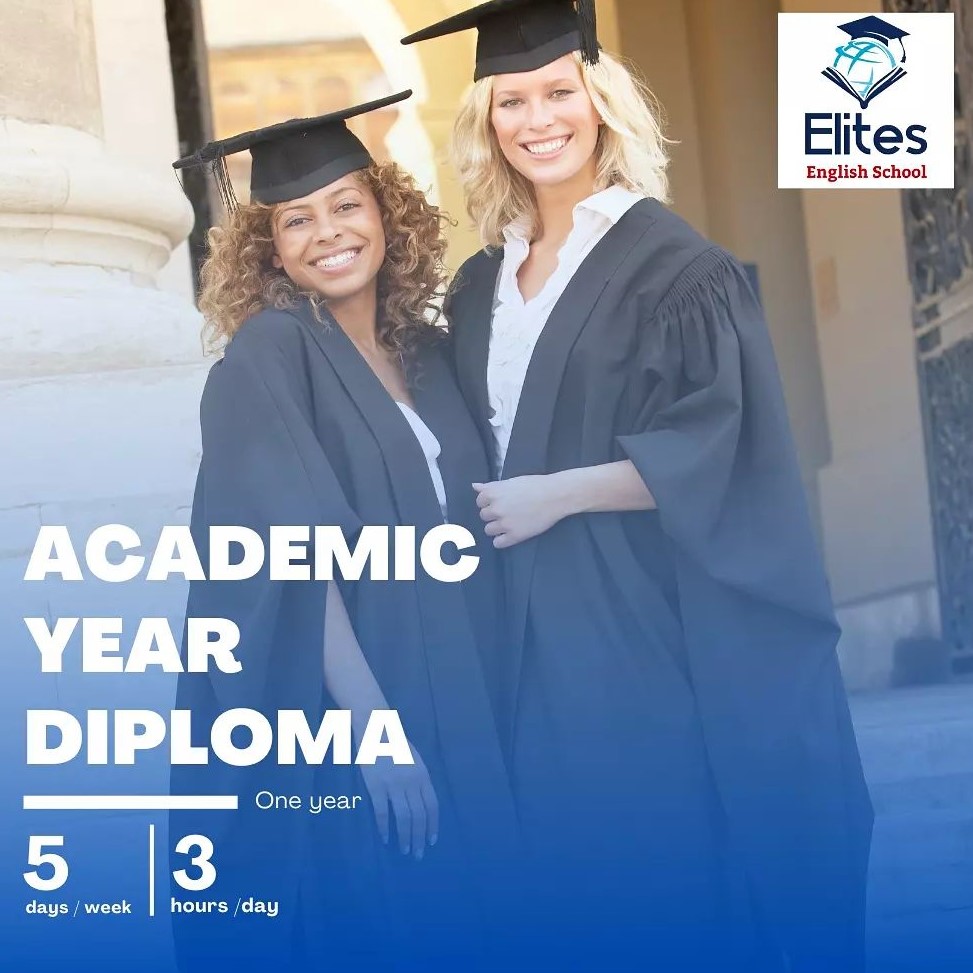 Elites
English School
ACADEMIC
YEAR
DIPLOMA
One year
5
days / week
3
hours /day